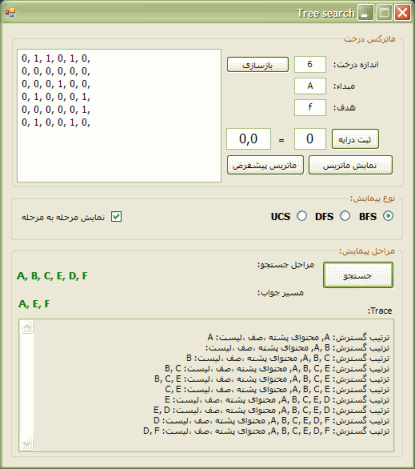 Tree search
ماتركس درخت
0, 1, 1, 0, 1, 0,
0, 0, 0, 0, 0, 0,
0, 0, 0, 1, 0, 0,
0, 1, 0, 0, 0, 1,
0, 0, 0, 0, 0, 1,
0, 1, 0, 0, 1, 0,
اندازه درخت:
6
بازسازی
مبداء:
A
هدف:
f
ثبت درایه
0
=
0,0
نمایش ماتریس
ماتریس پیشفرض
نوع پیمایش:
BFS
DFS
UCS
نمایش مرحله به مرحله
مراحل پیمایش:
جستجو
مراحل جستجو:
A, B, C, E, D, F
مسیر جواب:
A, E, F
Trace:
ترتیب گسترش: A, محتوای پشته ،صف ،لیست: A
ترتیب گسترش: A, B, محتوای پشته ،صف ،لیست:
ترتیب گسترش: A, B, C, محتوای پشته ،صف ،لیست: B
ترتیب گسترش: A, B, C, E, محتوای پشته ،صف ،لیست: B, C
ترتیب گسترش: A, B, C, E, محتوای پشته ،صف ،لیست: B, C, E
ترتیب گسترش: A, B, C, E, محتوای پشته ،صف ،لیست: C, E
ترتیب گسترش: A, B, C, E, D, محتوای پشته ،صف ،لیست: E
ترتیب گسترش: A, B, C, E, D, محتوای پشته ،صف ،لیست: E, D
ترتیب گسترش: A, B, C, E, D, F, محتوای پشته ،صف ،لیست: D
ترتیب گسترش: A, B, C, E, D, F, محتوای پشته ،صف ،لیست: D, F